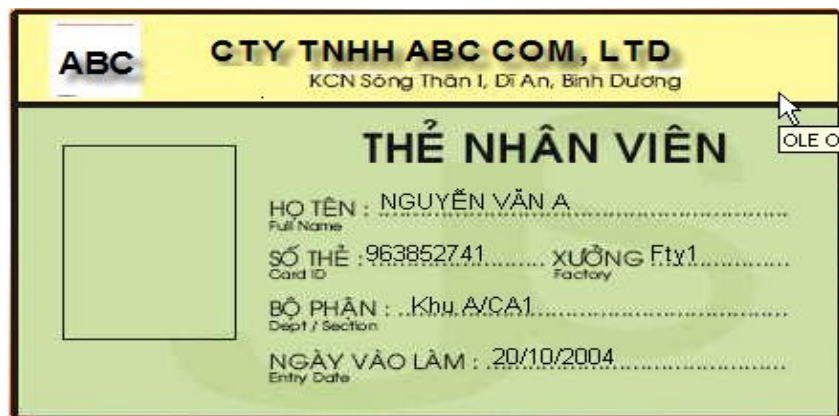 ABC
CTY TNHH ABC COM, LTD
KCN Sóng Thần I, Dĩ An, Bình Dương
OLE O
THẺ NHÂN VIÊN
HỌ TÊN : NGUYỄN VĂN A
Full Name
SỐ THẺ : 963852741 XƯỞNG Fty1
Card ID Factory
BỘ PHẬN : Khu A/CA1
Dept / Section
NGÀY VÀO LÀM : 20/10/2004
Entry Date